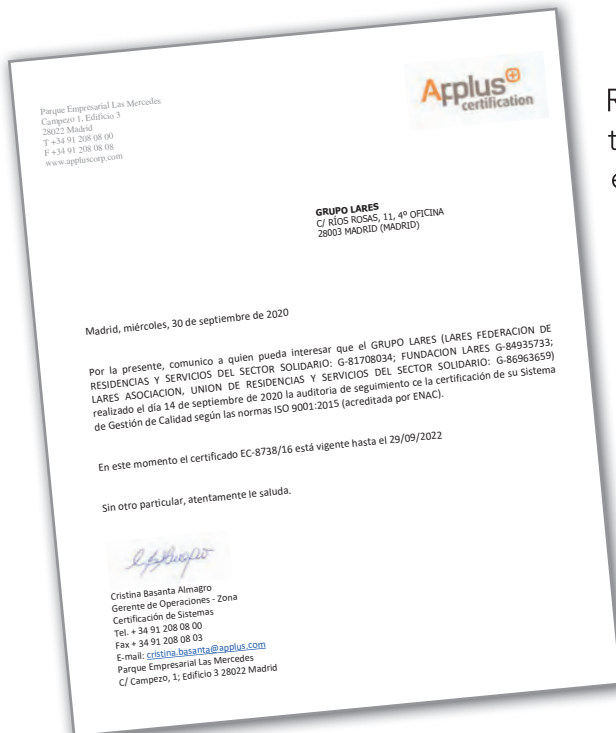 Parque Empresarial Las Mercedes
Campezo 1. Edificio 3
28022 Madrid
T +34 91 208 08 00
F +34 91 208 08 08
www.appluscorp.com
Applus+
certification
GRUPO LARES
C/ RÍOS ROSAS, 11, 4º OFICINA
28003 MADRID (MADRID)
Madrid, miércoles, 30 de septiembre de 2020
Por la presente, comunico a quien pueda interesar que el GRUPO LARES (LARES FEDERACION DE
RESIDENCIAS Y SERVICIOS DEL SECTOR SOLIDARIO: G-81708034; FUNDACION LARES G-84935733;
LARES ASOCIACION, UNION DE RESIDENCIAS Y SERVICIOS DEL SECTOR SOLIDARIO: G-86963659)
realizado el día 14 de septiembre de 2020 la auditoria de seguimiento ce la certificación de su Sistema
de Gestión de Calidad según las normas ISO 9001:2015 (acreditada por ENAC).
En este momento el certificado EC-8738/16 está vigente hasta el 29/09/2022
Sin otro particular, atentamente le saluda.
Cristina Basanta Almagro
Gerente de Operaciones - Zona
Certificación de Sistemas
Tel. + 34 91 208 08 00
Fax + 34 91 208 08 03
E-mail: cristina.basanta@applus.com
Parque Empresarial Las Mercedes
C/ Campezo, 1; Edificio 3 28022 Madrid